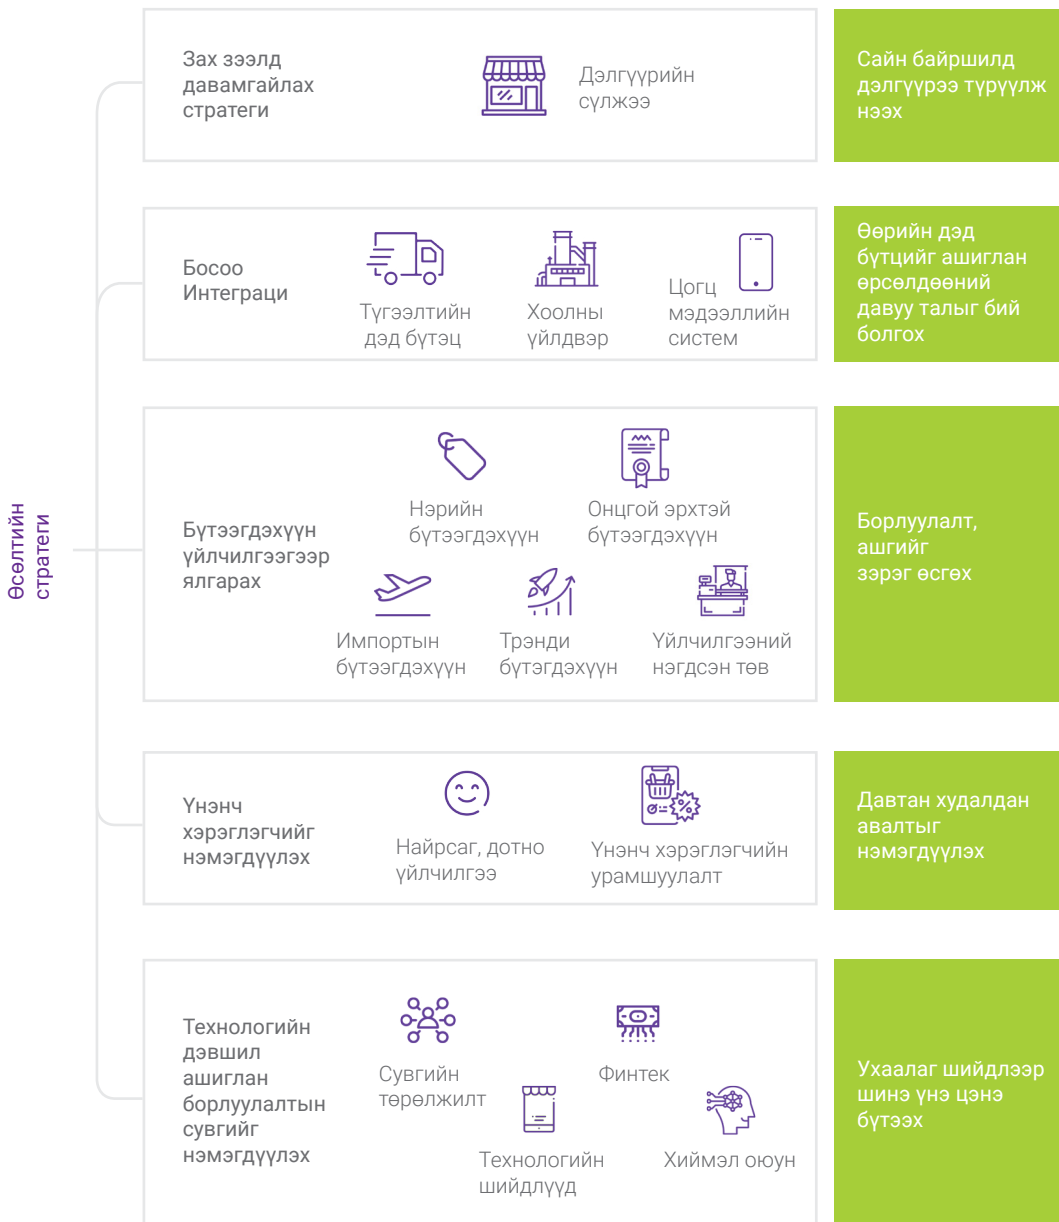 Өсөлтийн
стратеги
Зах зээлд
давамгайлах
стратеги
Дэлгүүрийн
сүлжээ
Сайн байршилд
дэлгүүрээ түрүүлж
нээх
Босоо
Интеграци
Түгээлтийн
дэд бүтэц
Хоолны
үйлдвэр
Цогц
мэдээллийн
систем
Өөрийн дэд
бүтцийг ашиглан
өрсөлдөөний
давуу талыг бий
болгох
Бүтээгдэхүүн
үйлчилгээгээр
ялгарах
Нэрийн
бүтээгдэхүүн
Онцгой эрхтэй
бүтээгдэхүүн
Импортын
бүтээгдэхүүн
Трэнди
бүтэгдэхүүн
Үйлчилгээний
нэгдсэн төв
Борлуулалт,
ашгийг
зэрэг өсгөх
Үнэнч
хэрэглэгчийг
нэмэгдүүлэх
Найрсаг, дотно
үйлчилгээ
Үнэнч хэрэглэгчийн
урамшуулалт
Давтан худалдан
авалтыг
нэмэгдүүлэх
Технологийн
дэвшил
ашиглан
борлуулалтын
сувгийг
нэмэгдүүлэх
Сувгийн
төрөлжилт
Финтек
Технологийн
шийдлүүд
Хиймэл оюун
Ухаалаг шийдлээр
шинэ үнэ цэнэ
бүтээх